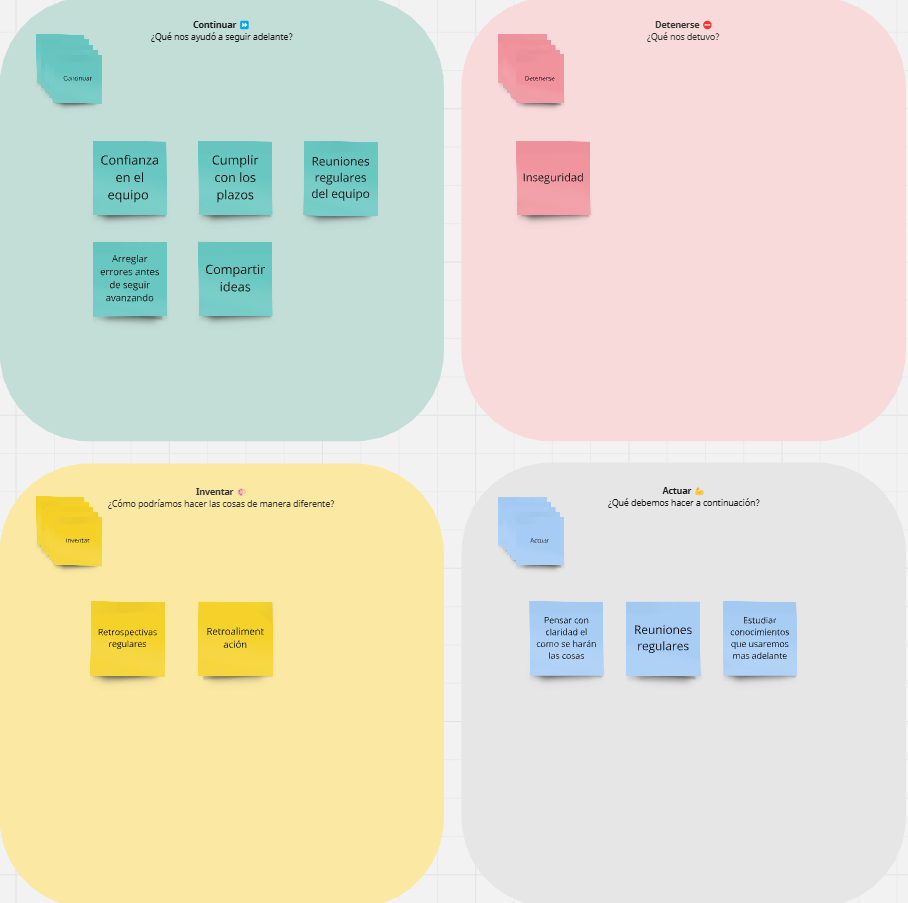 Continuar ⏩
¿Qué nos ayudó a seguir adelante?
Continuar
Confianza
en el
equipo
Cumplir
con los
plazos
Reuniones
regulares
del equipo
Arreglar
errores antes
de seguir
avanzando
Compartir
ideas
Detenerse ⛔
¿Qué nos detuvo?
Detenerse
Inseguridad
Inventar
¿Cómo podríamos hacer las cosas de manera diferente?
Inventar
Retrospectivas
regulares
Retroaliment
ación
Actuar 💪
¿Qué debemos hacer a continuación?
Actuar
Pensar con
claridad el
como se harán
las cosas
Reuniones
regulares
Estudiar
conocimientos
que usaremos
mas adelante